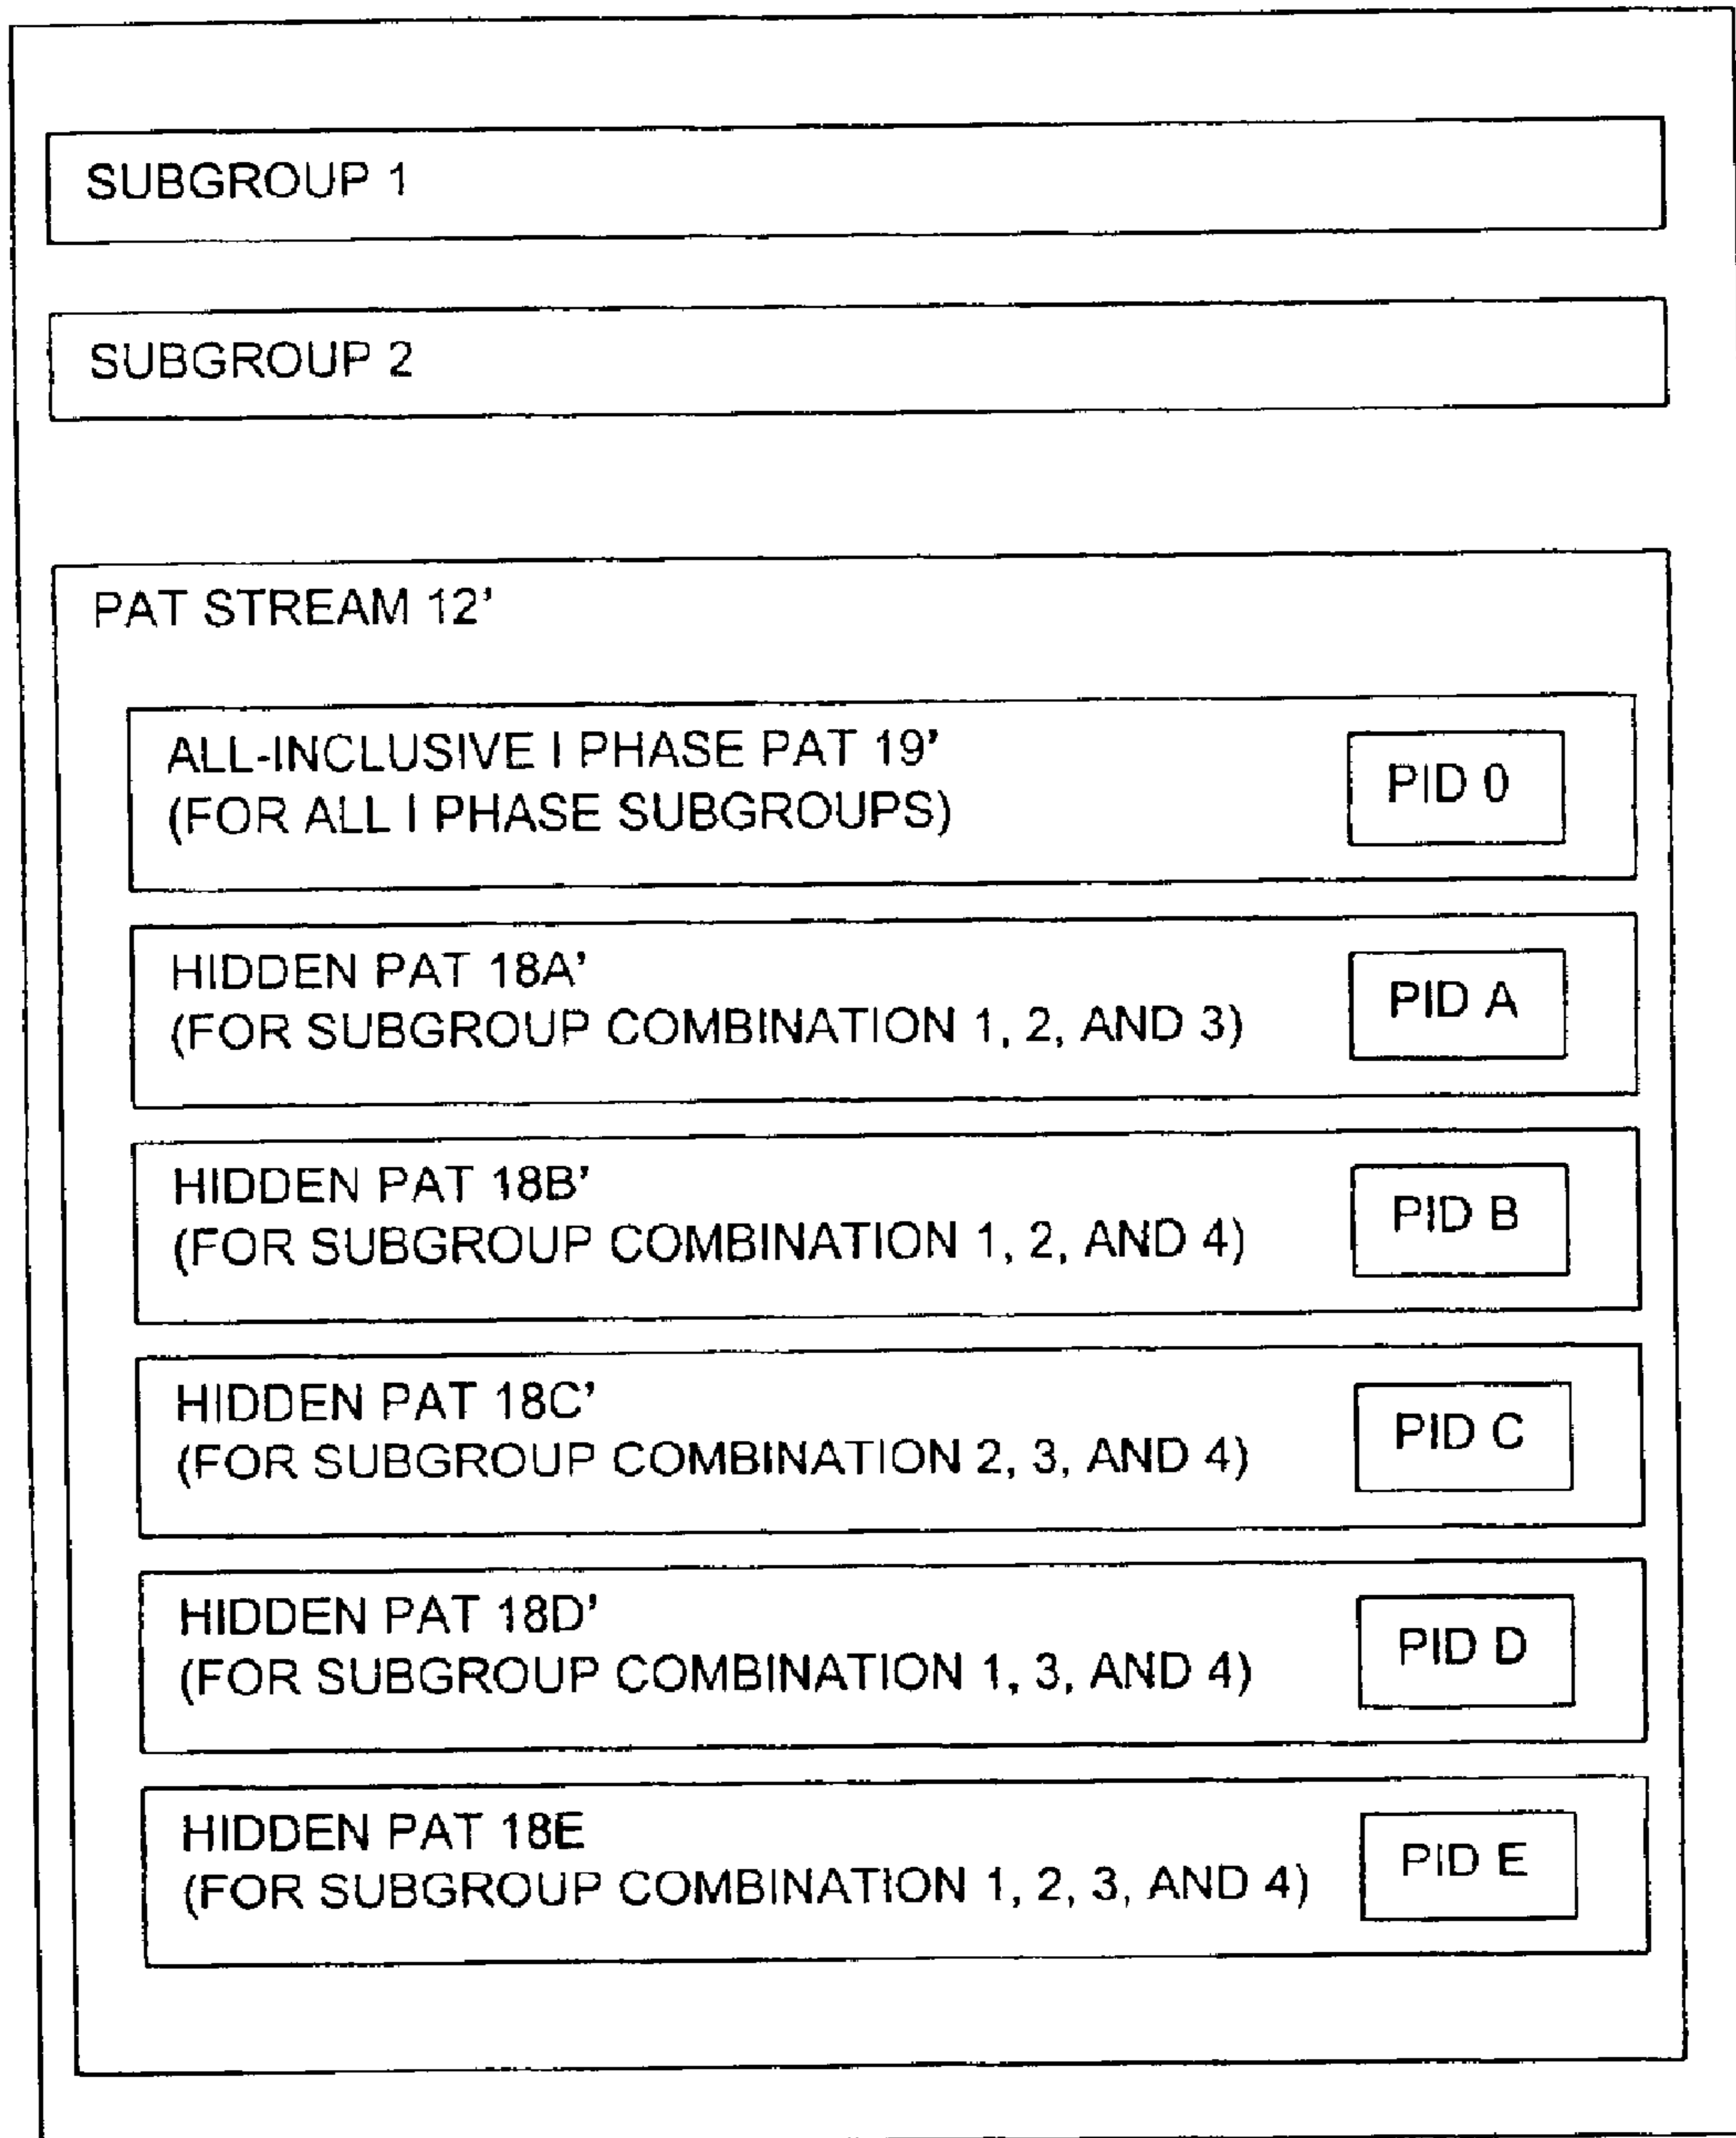 SUBGROUP 1
SUBGROUP 2
PAT STREAM 12'
ALL-INCLUSIVE I PHASE PAT 19'
(FOR ALL I PHASE SUBGROUPS)
PID 0
HIDDEN PAT 18A'
(FOR SUBGROUP COMBINATION 1, 2, AND 3)
PID A
HIDDEN PAT 18B'
(FOR SUBGROUP COMBINATION 1, 2, AND 4)
PID B
HIDDEN PAT 18C'
(FOR SUBGROUP COMBINATION 2, 3, AND 4)
PID C
HIDDEN PAT 18D'
(FOR SUBGROUP COMBINATION 1, 3, AND 4)
PID D
HIDDEN PAT 18E
(FOR SUBGROUP COMBINATION 1, 2, 3, AND 4)
PID E